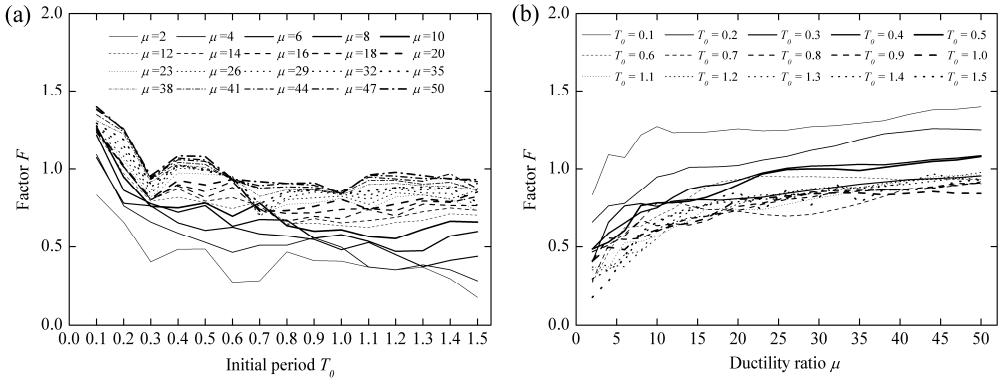 (a)
2.0
1.5
1.0
0.5
0.0
Factor F
μ=2 μ=4 μ=6 μ=8 μ=10
μ=12 μ=14 μ=16 μ=18 μ=20
μ=23 μ=26 μ=29 μ=32 μ=35
μ=38 μ=41 μ=44 μ=47 μ=50
0.0 0.1 0.2 0.3 0.4 0.5 0.6 0.7 0.8 0.9 1.0 1.1 1.2 1.3 1.4 1.5
Initial period T₀
(b)
2.0
1.5
1.0
0.5
0.0
Factor F
T₀ = 0.1 T₀ = 0.2 T₀ = 0.3 T₀ = 0.4 T₀ = 0.5
T₀ = 0.6 T₀ = 0.7 T₀ = 0.8 T₀ = 0.9 T₀ = 1.0
T₀ = 1.1 T₀ = 1.2 T₀ = 1.3 T₀ = 1.4 T₀ = 1.5
0 5 10 15 20 25 30 35 40 45 50
Ductility ratio μ